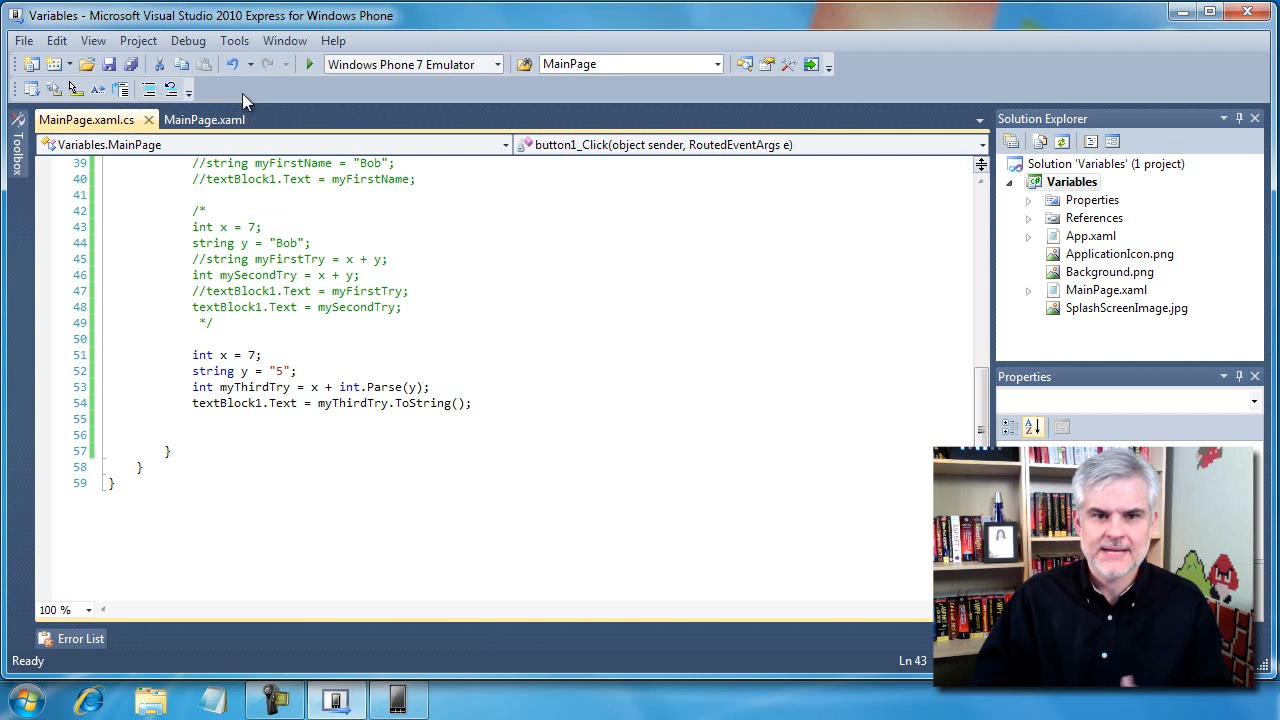 Variables - Microsoft Visual Studio 2010 Express for Windows Phone
File Edit View Project Debug Tools Window Help
Windows Phone 7 Emulator MainPage
MainPage.xaml.cs MainPage.xaml
Toolbox
Variables.MainPage button1_Click(object sender, RoutedEventArgs e)
39 //string myFirstName = "Bob";
40 //textBlock1.Text = myFirstName;
41
42 /*
43 int x = 7;
44 string y = "Bob";
45 //string myFirstTry = x + y;
46 int mySecondTry = x + y;
47 //textBlock1.Text = myFirstTry;
48 textBlock1.Text = mySecondTry;
49 */
50
51 int x = 7;
52 string y = "5";
53 int myThirdTry = x + int.Parse(y);
54 textBlock1.Text = myThirdTry.ToString();
55
56
57 }
58 }
59 }
100 %
Error List
Ready Ln 43
Solution Explorer
Solution 'Variables' (1 project)
Variables
Properties
References
App.xaml
ApplicationIcon.png
Background.png
MainPage.xaml
SplashScreenImage.jpg
Properties